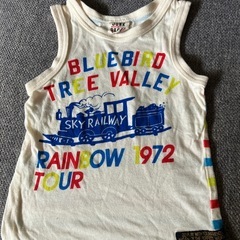 BLUEBIRD
TREE VALLEY
SKY RAILWAY
RAINBOW 1972
TOUR